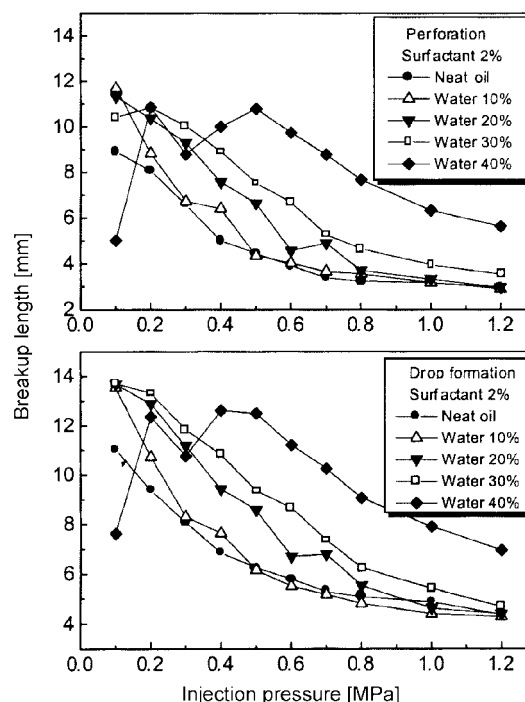 Breakup length [mm]
14
12
10
8
6
4
2
0.0 0.2 0.4 0.6 0.8 1.0 1.2
Perforation
Surfactant 2%
Neat oil
Water 10%
Water 20%
Water 30%
Water 40%
14
12
10
8
6
4
0.0 0.2 0.4 0.6 0.8 1.0 1.2
Drop formation
Surfactant 2%
Neat oil
Water 10%
Water 20%
Water 30%
Water 40%
Injection pressure [MPa]